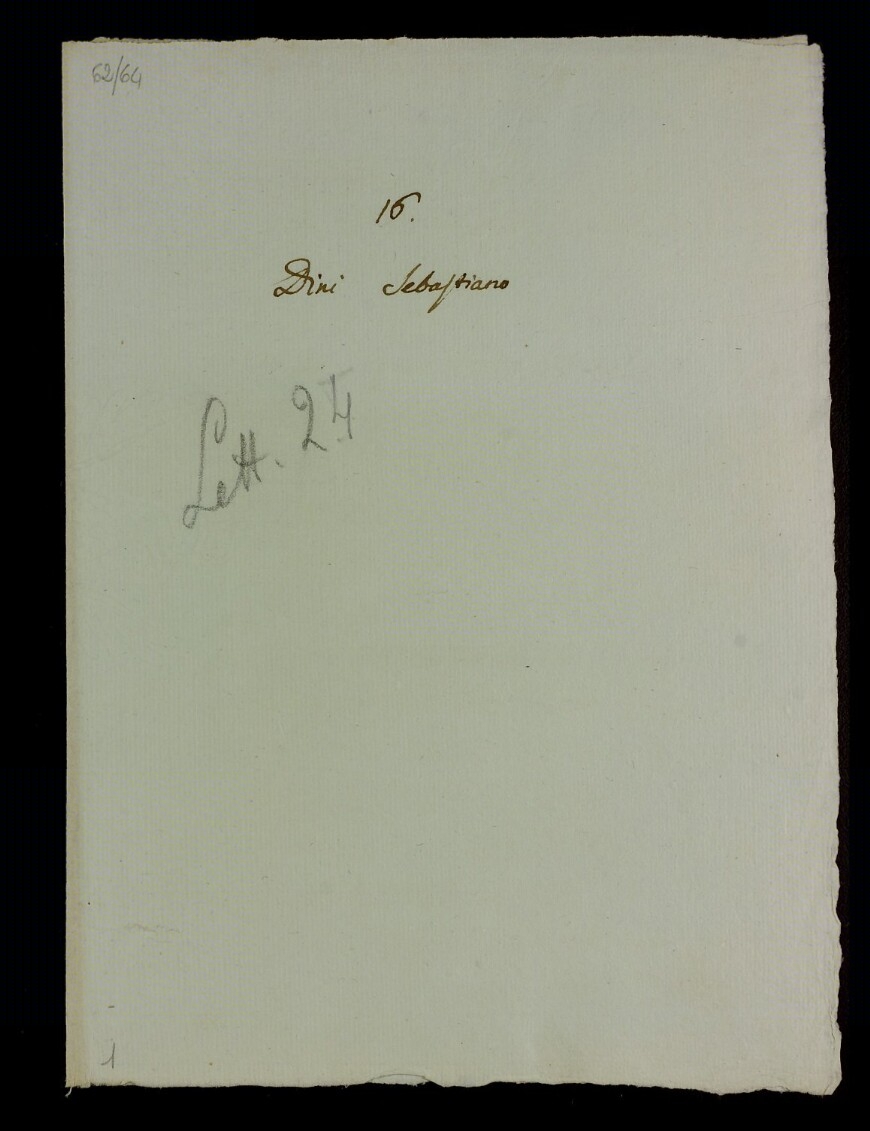 62/64
16.
Dini Sebastiano
Lett. 24
1